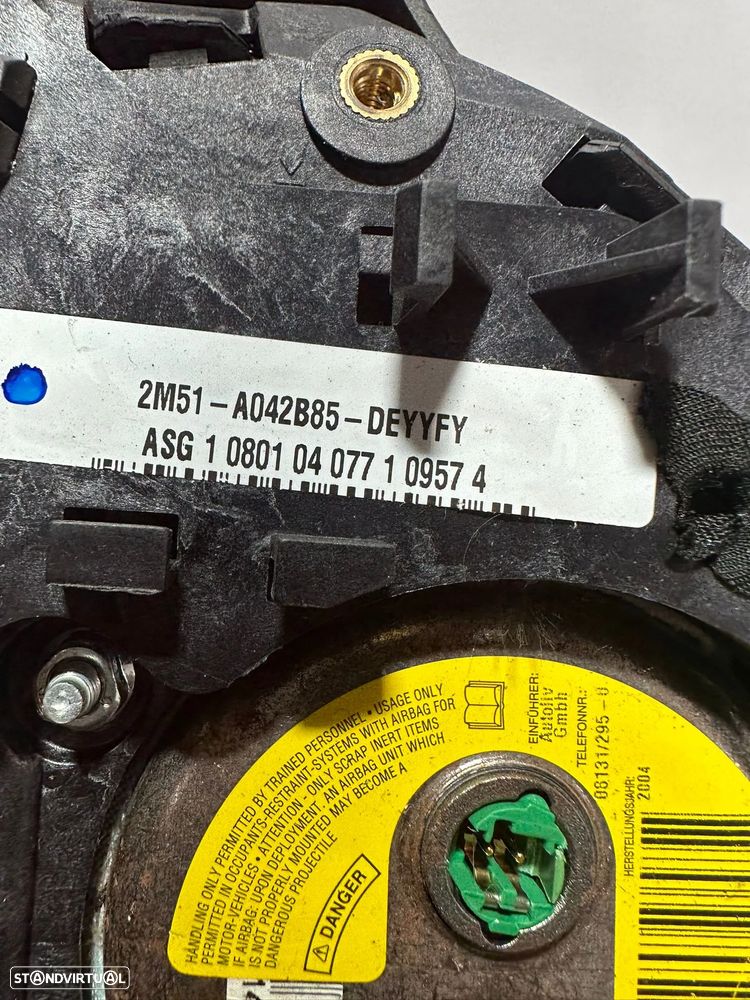 2M51-A042B85-DEYYFY
ASG 1 0801 04 077 1 0957 4
HANDLING ONLY PERMITTED BY TRAINED PERSONNEL • USAGE ONLY
PERMITTED IN OCCUPANTS-RESTRAINT SYSTEMS WITH AIRBAG FOR
MOTOR-VEHICLES • ATTENTION - ONLY SCRAP INERT ITEMS
IF AIRBAG: UPON DEPLOYMENT, AN AIRBAG UNIT WHICH
IS NOT PROPERLY MOUNTED MAY BECOME A
DANGEROUS PROJECTILE
DANGER
EINFÜHRER:
Autoliv
GmbH
TELEFONNR.:
08131/295-0
HERSTELLUNGSJAHR:
2004
STANDVIRTUAL